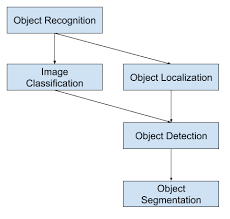 Object Recognition
Image
Classification
Object Localization
Object Detection
Object
Segmentation